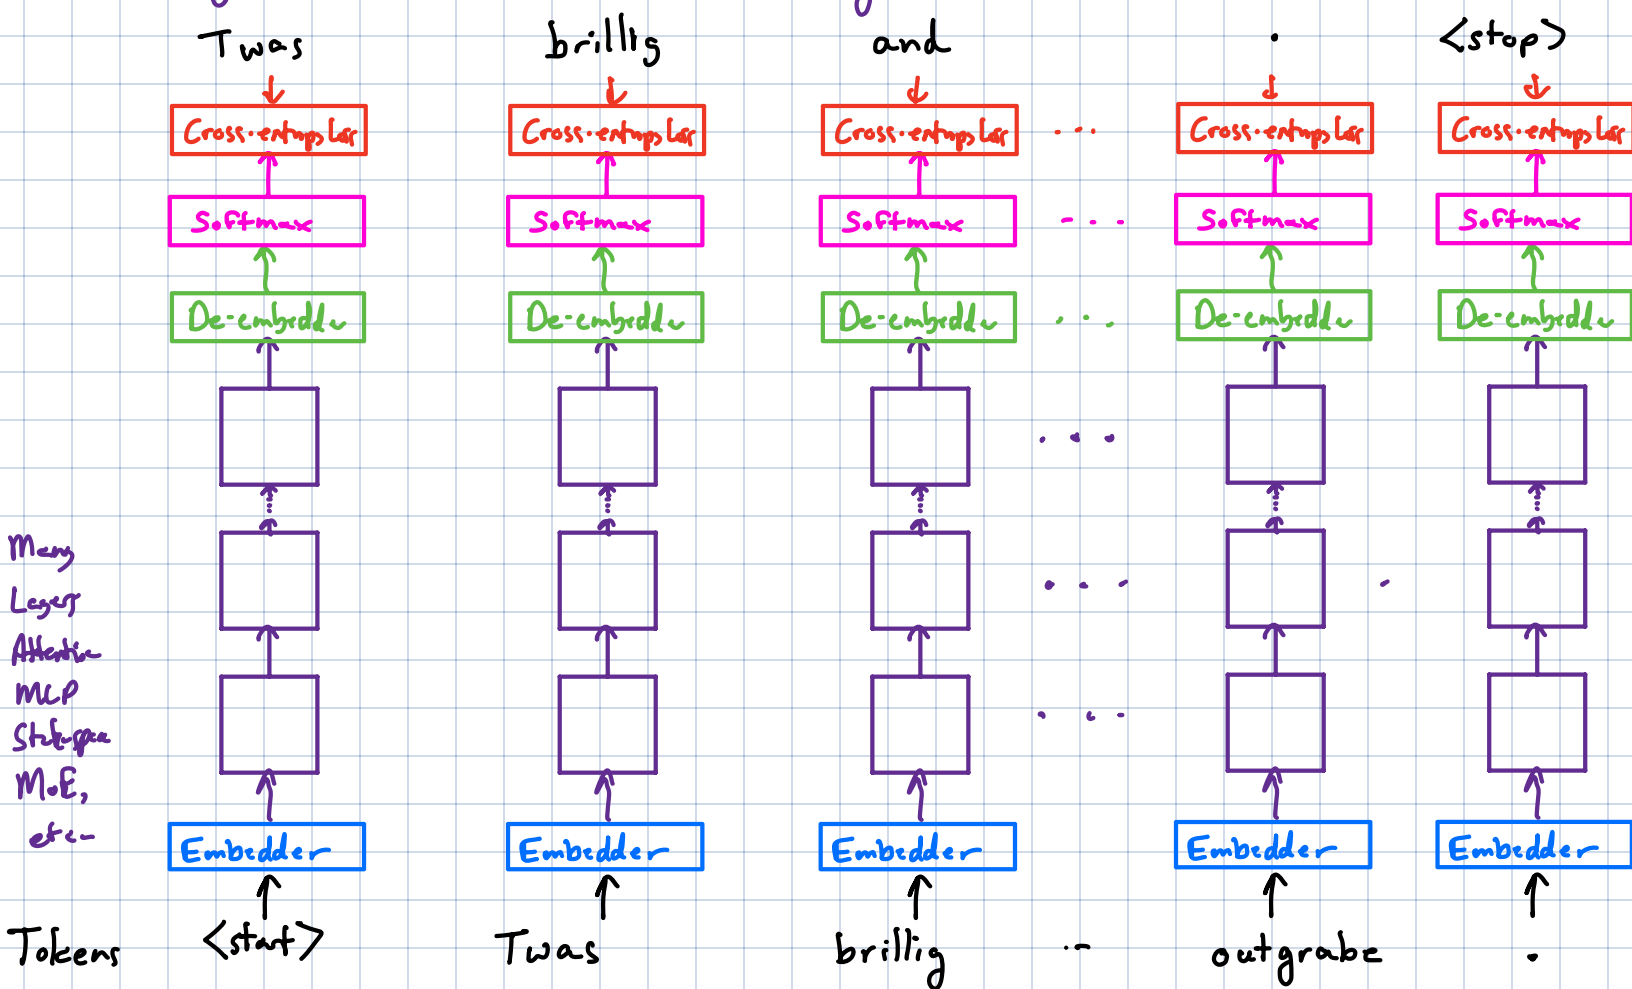 Twas brillig and . <stop>
Cross-entropy Loss Cross-entropy Loss Cross-entropy Loss ... Cross-entropy Loss Cross-entropy Loss
Softmax Softmax Softmax ... Softmax Softmax
De-embedder De-embedder De-embedder ... De-embedder De-embedder
Many
Layers
Attention
MLP
State-space
MoE,
etc--
Embedder Embedder Embedder Embedder Embedder
Tokens <start> Twas brillig -- outgrabe .